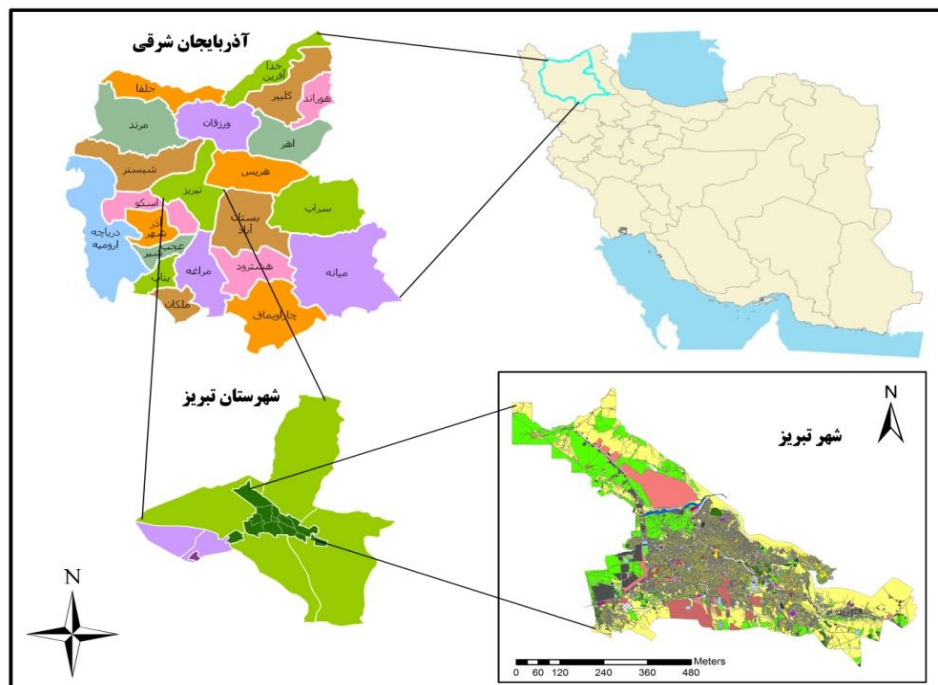 آذربایجان شرقی
خدا
آفرین
کلیبر
هوراند
جلفا
مرند
ورزقان
اهر
شبستر
تبریز
هریس
سراب
اسکو
دریاچه
ارومیه
آذر
شهر
بستان
آباد
عجب
شیر
مراغه
هشترود
میانه
بناب
ملکان
چاراویماق
شهرستان تبریز
شهر تبریز
N
N
0 60 120 240 360 480 Meters